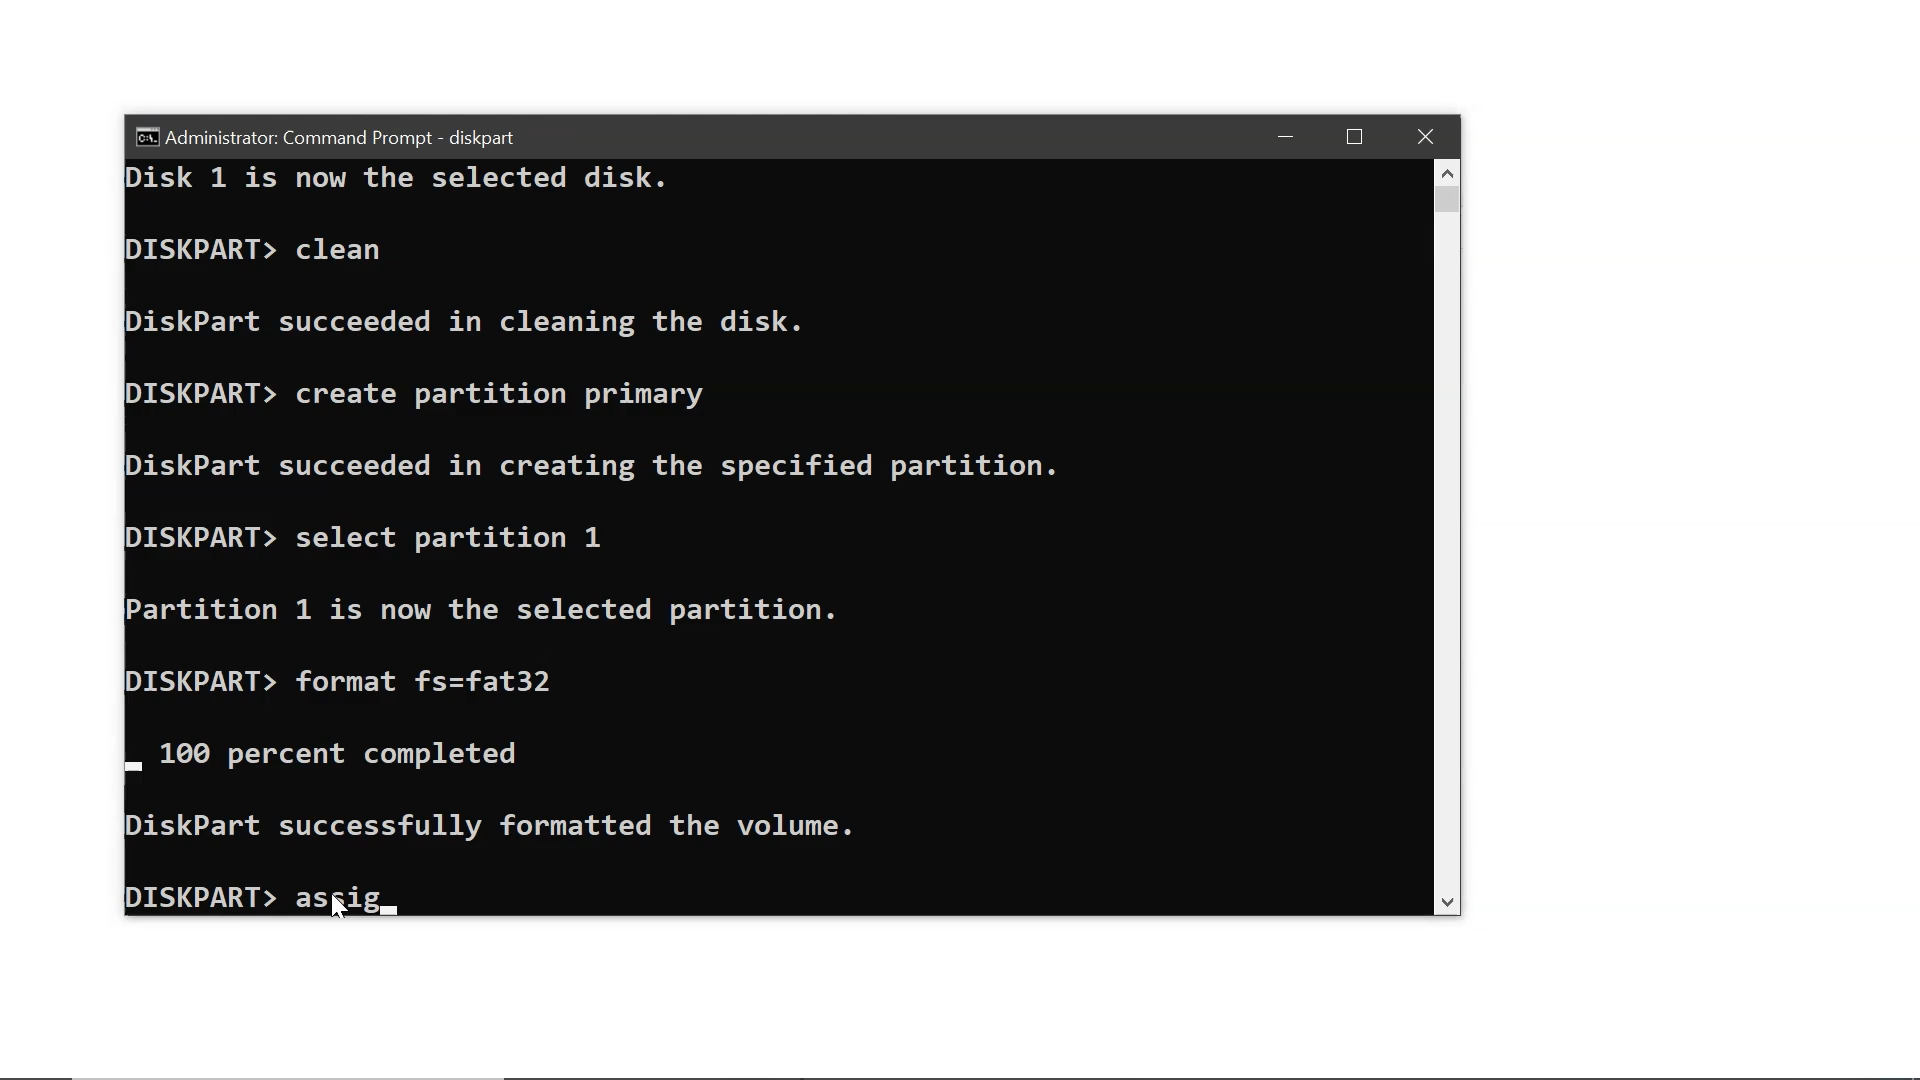 Administrator: Command Prompt - diskpart
Disk 1 is now the selected disk.
DISKPART> clean
DiskPart succeeded in cleaning the disk.
DISKPART> create partition primary
DiskPart succeeded in creating the specified partition.
DISKPART> select partition 1
Partition 1 is now the selected partition.
DISKPART> format fs=fat32
100 percent completed
DiskPart successfully formatted the volume.
DISKPART> assig